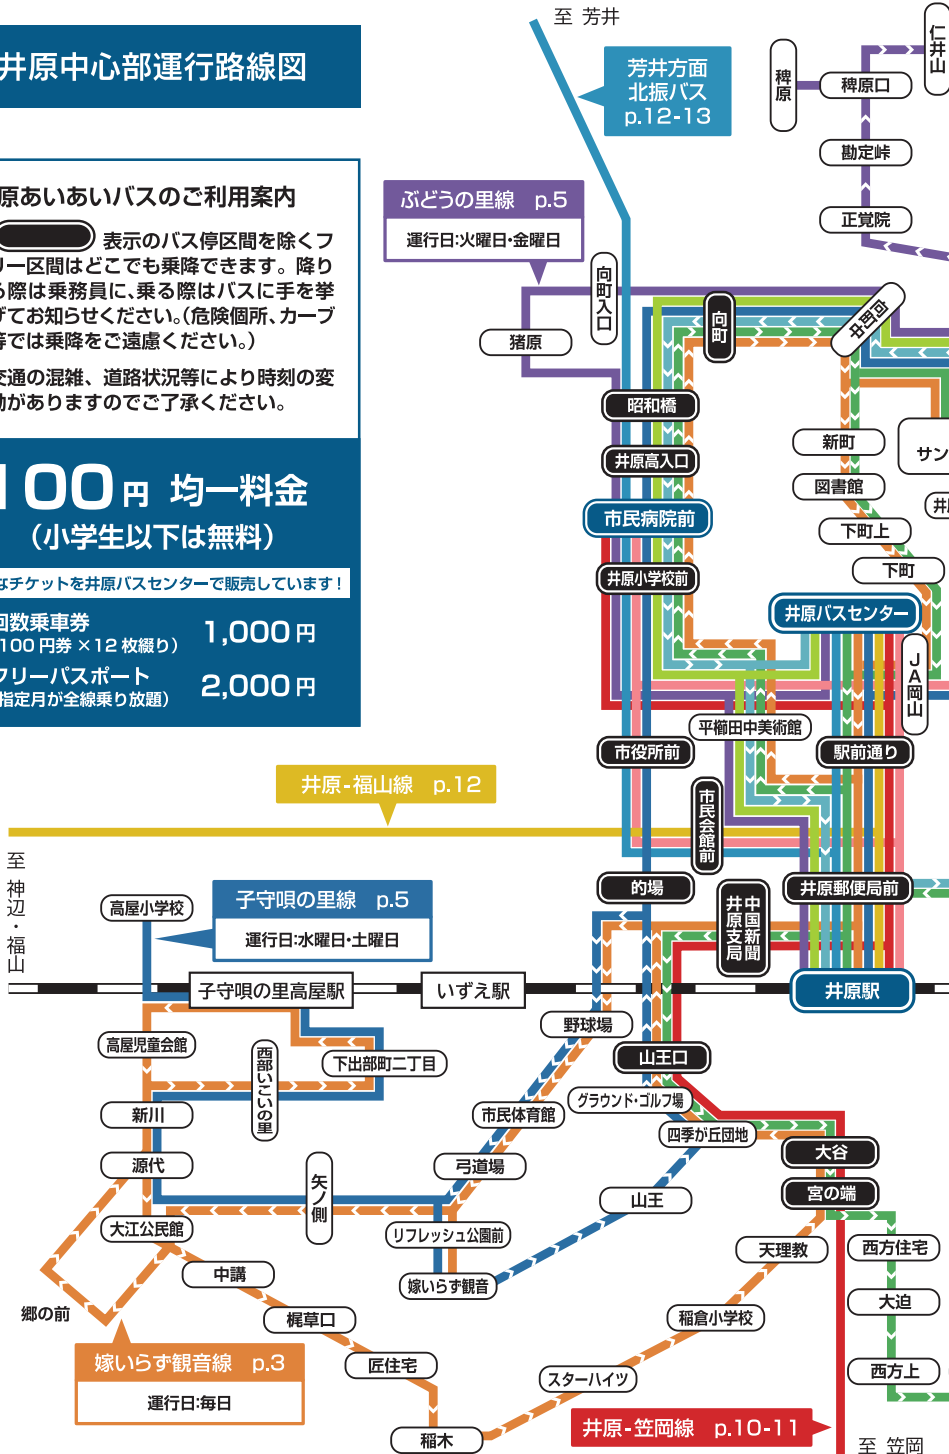 井原中心部運行路線図
原あいあいバスのご利用案内
表示のバス停区間を除くフ
リー区間はどこでも乗降できます。降り
る際は乗務員に、乗る際はバスに手を挙
げてお知らせください。(危険個所、カーブ
等では乗降をご遠慮ください。)
交通の混雑、道路状況等により時刻の変
動がありますのでご了承ください。
100円 均一料金
(小学生以下は無料)
なチケットを井原バスセンターで販売しています!
回数乗車券
100円券×12枚綴り) 1,000円
フリーパスポート
指定月が全線乗り放題) 2,000円
至 芳井
芳井方面
北振バス
p.12-13
ぶどうの里線 p.5
運行日:火曜日・金曜日
仁井山
稗原
稗原口
勘定峠
正覚院
向町入口
猪原
向町
向町中
昭和橋
井原高入口
市民病院前
井原小学校前
新町
サン
図書館
井原
下町上
下町
井原バスセンター
JA岡山
平櫛田中美術館
市役所前
駅前通り
井原-福山線 p.12
市民会館前
至 神辺・福山
高屋小学校
子守唄の里線 p.5
運行日:水曜日・土曜日
的場
中国新聞
井原支局
井原郵便局前
子守唄の里高屋駅
いずえ駅
井原駅
高屋児童会館
西部いこいの里
下出部町二丁目
野球場
山王口
グラウンド・ゴルフ場
新川
市民体育館
四季が丘団地
源代
矢ノ側
弓道場
大谷
山王
宮の端
大江公民館
リフレッシュ公園前
天理教
西方住宅
中講
嫁いらず観音
郷の前
梶草口
稲倉小学校
大迫
嫁いらず観音線 p.3
運行日:毎日
匠住宅
スターハイツ
西方上
稲木
井原-笠岡線 p.10-11
至 笠岡